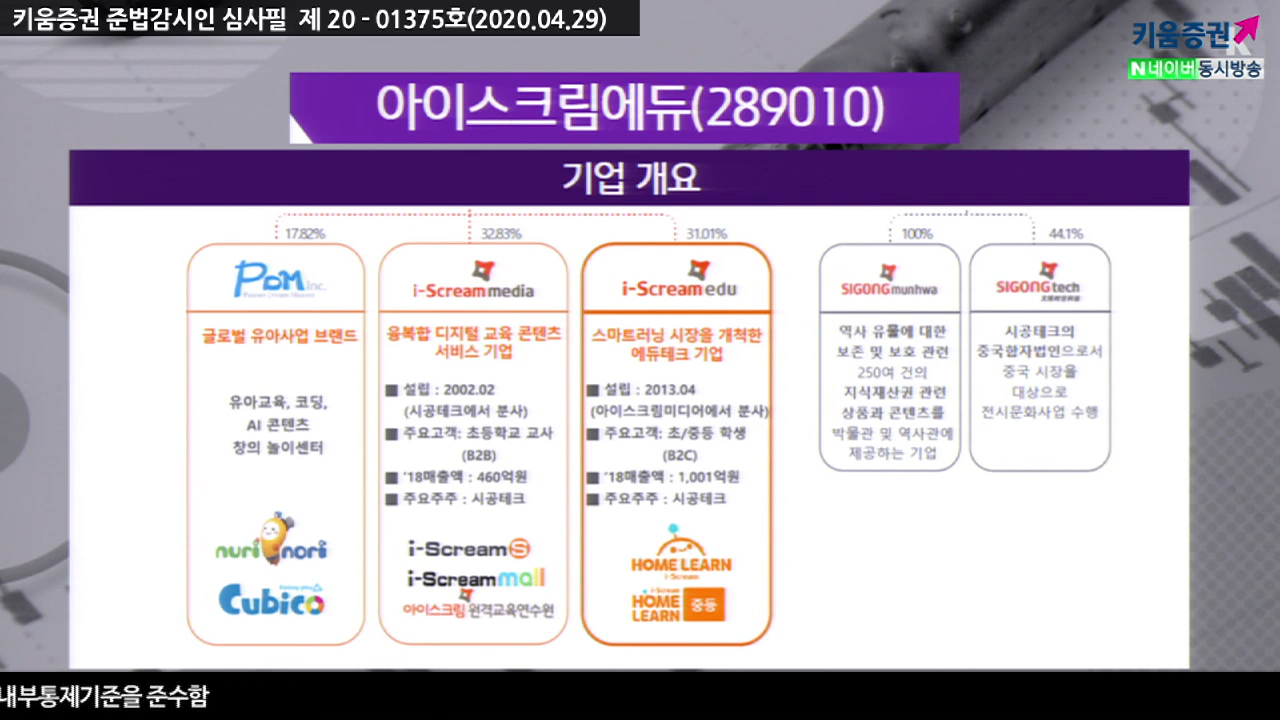 키움증권 준법감시인 심사필 제 20 - 01375호(2020.04.29)
키움증권
N 네이버 동시방송
아이스크림에듀(289010)
기업 개요
17.82%
32.83%
31.01%
100%
44.1%
PDM Inc.
글로벌 유아사업 브랜드
유아교육, 코딩,
AI 콘텐츠
창의 놀이센터
nuri nori
Cubico
i-Scream media
융복합 디지털 교육 콘텐츠
서비스 기업
■ 설립 : 2002.02
(시공테크에서 분사)
■ 주요고객: 초등학교 교사
(B2B)
■ '18매출액 : 460억원
■ 주요주주 : 시공테크
i-Scream S
i-Scream mall
아이스크림 원격교육연수원
i-Scream edu
스마트러닝 시장을 개척한
에듀테크 기업
■ 설립 : 2013.04
(아이스크림미디어에서 분사)
■ 주요고객: 초/중등 학생
(B2C)
■ '18매출액 : 1,001억원
■ 주요주주 : 시공테크
HOME LEARN
i-Scream
i-Scream
HOME
LEARN 중등
SIGONG munhwa
역사 유물에 대한
보존 및 보호 관련
250여 건의
지식재산권 관련
상품과 콘텐츠를
박물관 및 역사관에
제공하는 기업
SIGONG tech
시공테크의
중국합자법인으로서
중국 시장을
대상으로
전시문화사업 수행
내부통제기준을 준수함